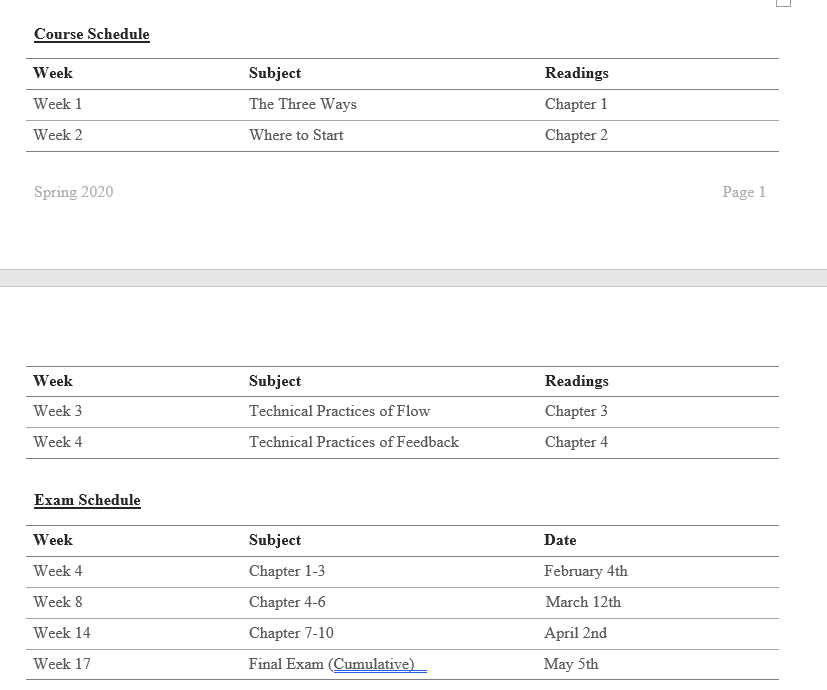 Course Schedule
Week Subject Readings
Week 1 The Three Ways Chapter 1
Week 2 Where to Start Chapter 2
Spring 2020 Page 1
Week Subject Readings
Week 3 Technical Practices of Flow Chapter 3
Week 4 Technical Practices of Feedback Chapter 4
Exam Schedule
Week Subject Date
Week 4 Chapter 1-3 February 4th
Week 8 Chapter 4-6 March 12th
Week 14 Chapter 7-10 April 2nd
Week 17 Final Exam (Cumulative) May 5th